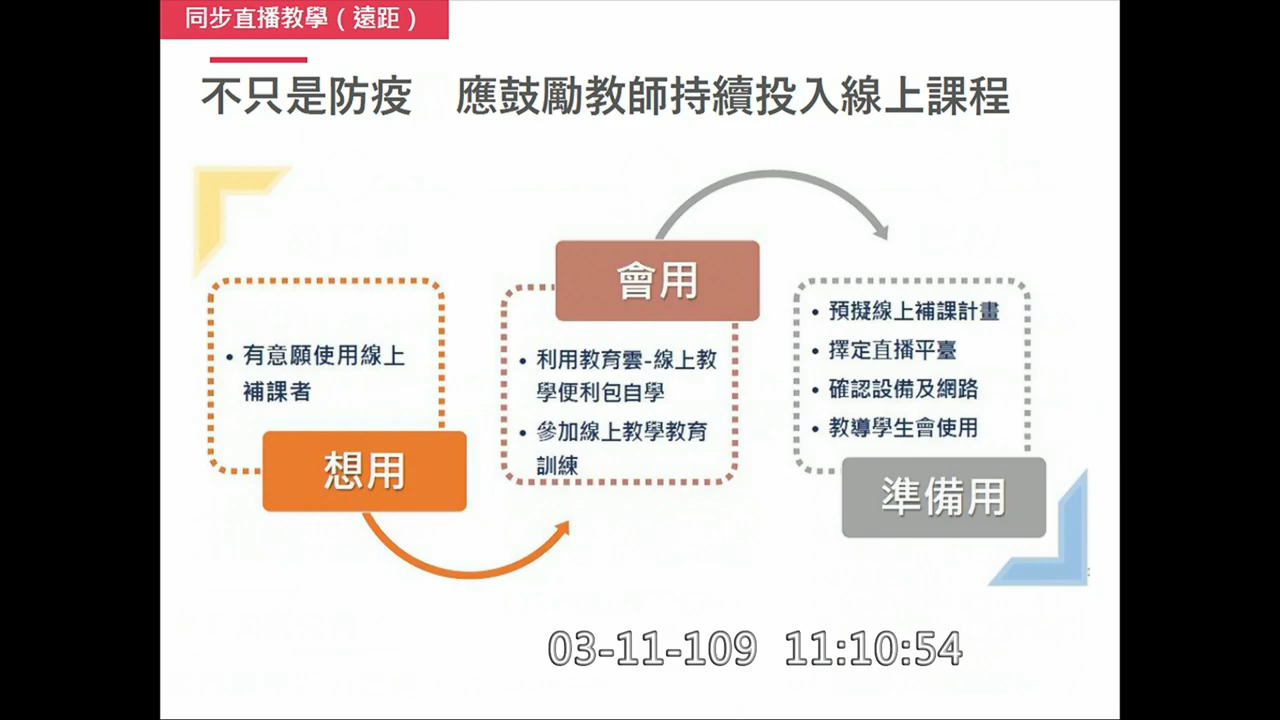 同步直播教學（遠距）
不只是防疫　應鼓勵教師持續投入線上課程
• 有意願使用線上
補課者
想用
會用
• 利用教育雲-線上教
學便利包自學
• 參加線上教學教育
訓練
• 預擬線上補課計畫
• 擇定直播平臺
• 確認設備及網路
• 教導學生會使用
準備用
03-11-109 11:10:54